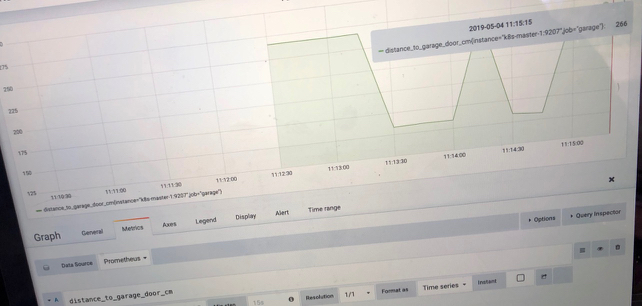 2019-05-04 11:15:15
distance_to_garage_door_cm{instance="k8s-master-1:9207",job="garage"}: 266
275
250
225
200
175
150
125
11:10:30 11:11:00 11:11:30 11:12:00 11:12:30 11:13:00 11:13:30 11:14:00 11:14:30 11:15:00
distance_to_garage_door_cm{instance="k8s-master-1:9207",job="garage"}
Graph General Metrics Axes Legend Display Alert Time range
Data Source Prometheus Options Query Inspector
A distance_to_garage_door_cm
15s Resolution 1/1 Format as Time series Instant